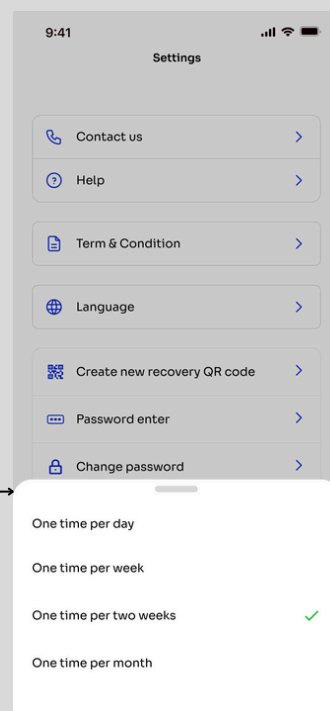 9:41
Settings
Contact us
Help
Term & Condition
Language
Create new recovery QR code
Password enter
Change password
One time per day
One time per week
One time per two weeks
One time per month